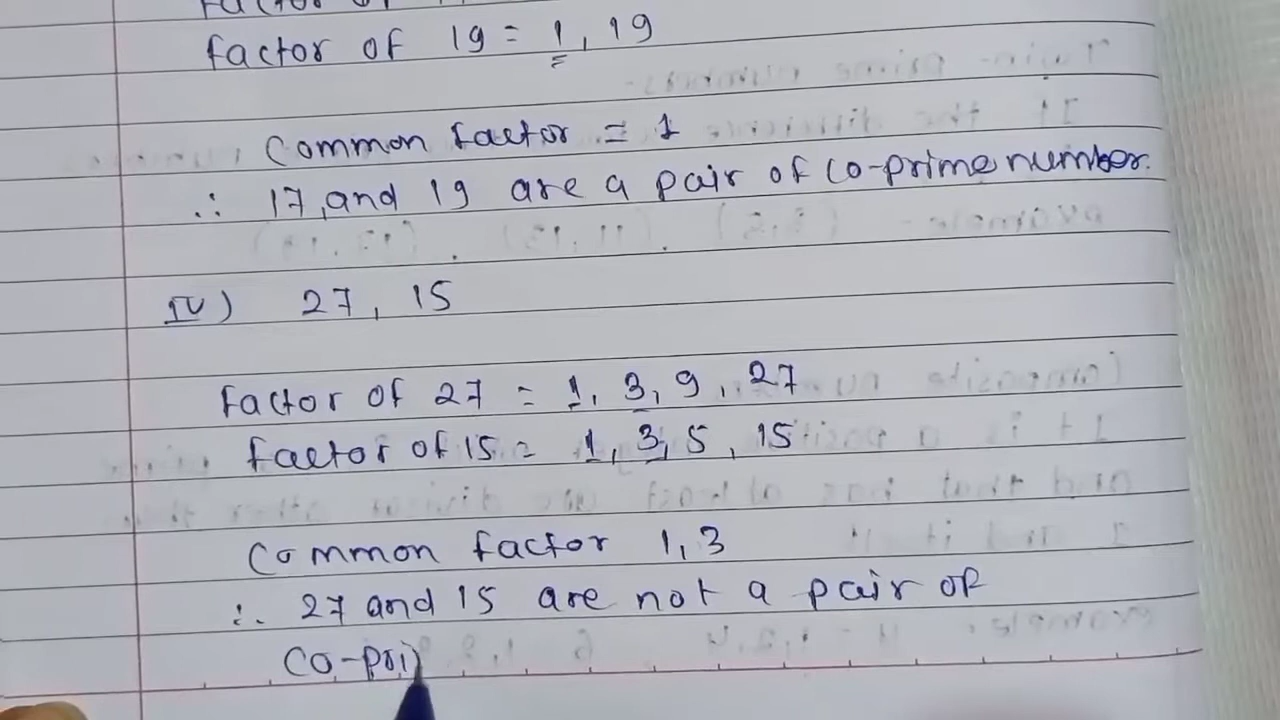 factor of 19 = 1, 19
Common factor = 1
∴ 17, and 19 are a pair of co-prime number.
IV) 27, 15
Factor of 27 = 1, 3, 9, 27
factor of 15 = 1, 3, 5, 15
Common factor 1, 3
∴ 27 and 15 are not a pair of
Co-pri